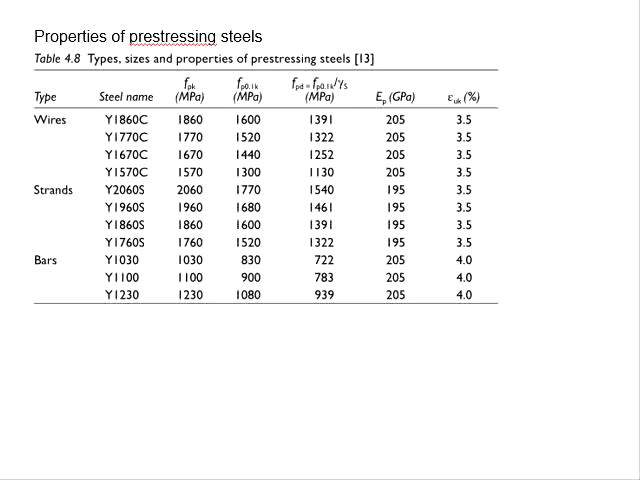 Properties of prestressing steels
Table 4.8 Types, sizes and properties of prestressing steels [13]
fpk fp0.1k fpd = fp0.1k/γS
Type Steel name (MPa) (MPa) (MPa) Ep (GPa) εuk (%)
Wires Y1860C 1860 1600 1391 205 3.5
Y1770C 1770 1520 1322 205 3.5
Y1670C 1670 1440 1252 205 3.5
Y1570C 1570 1300 1130 205 3.5
Strands Y2060S 2060 1770 1540 195 3.5
Y1960S 1960 1680 1461 195 3.5
Y1860S 1860 1600 1391 195 3.5
Y1760S 1760 1520 1322 195 3.5
Bars Y1030 1030 830 722 205 4.0
Y1100 1100 900 783 205 4.0
Y1230 1230 1080 939 205 4.0